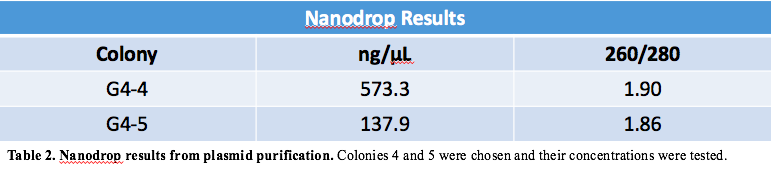 Nanodrop Results
Colony ng/µL 260/280
G4-4 573.3 1.90
G4-5 137.9 1.86
Table 2. Nanodrop results from plasmid purification. Colonies 4 and 5 were chosen and their concentrations were tested.